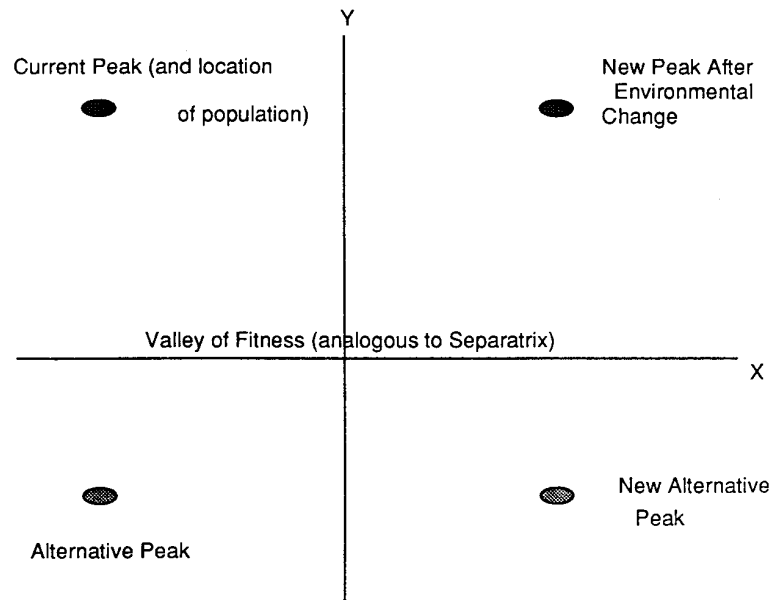 Y
Current Peak (and location
of population)
New Peak After
Environmental
Change
Valley of Fitness (analogous to Separatrix)
X
New Alternative
Peak
Alternative Peak